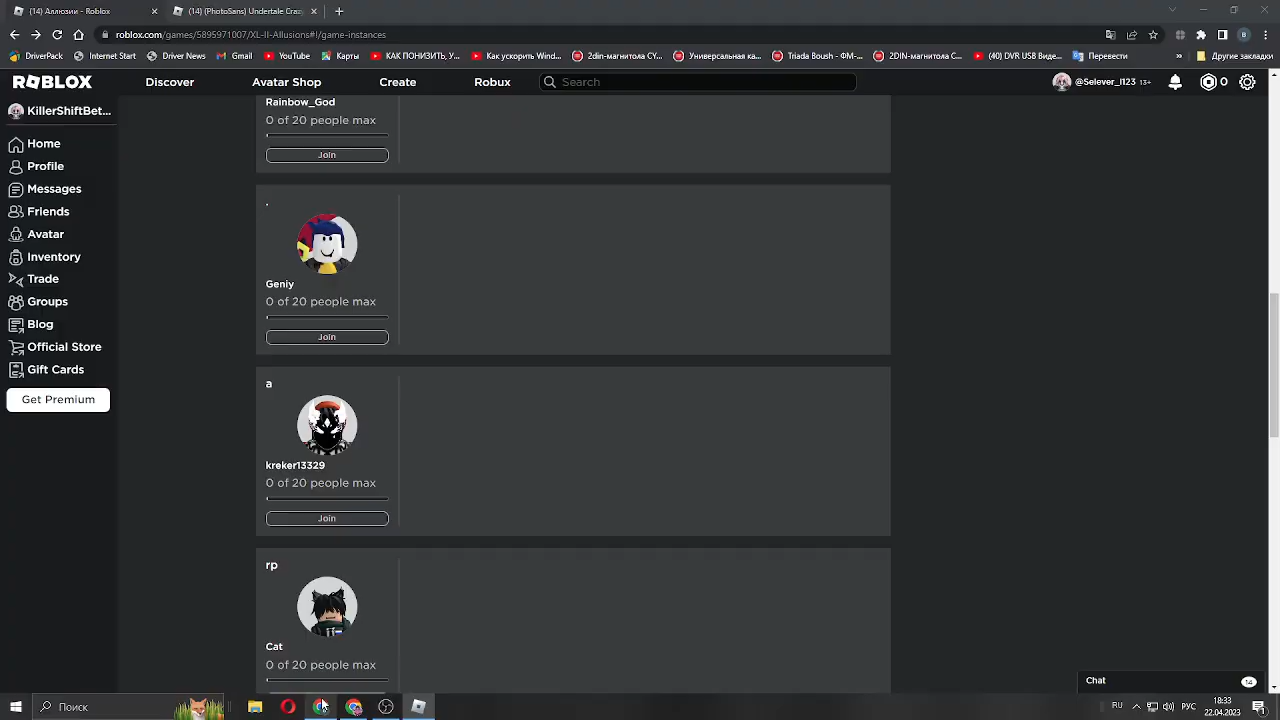 (14) Аллюзии - Roblox
(14) [PhotoSans] Undertale Craz
roblox.com/games/5895971007/XL-II-Allusions#!/game-instances
DriverPack
Internet Start
Driver News
Gmail
YouTube
Карты
КАК ПОНИЗИТЬ, У...
Как ускорить Wind...
2din-магнитола CY...
Универсальная ка...
Triada Boush - ФМ-...
2DIN-магнитола С...
(40) DVR USB Виде...
Перевести
»
Другие закладки
ROBLOX
Discover
Avatar Shop
Create
Robux
Search
@Selever_l123 13+
0
KillerShiftBet...
Home
Profile
Messages
Friends
Avatar
Inventory
Trade
Groups
Blog
Official Store
Gift Cards
Get Premium
Rainbow_God
0 of 20 people max
Join
.
Geniy
0 of 20 people max
Join
a
kreker13329
0 of 20 people max
Join
rp
Cat
0 of 20 people max
Chat
14
Поиск
RU
РУС
18:33
22.04.2023